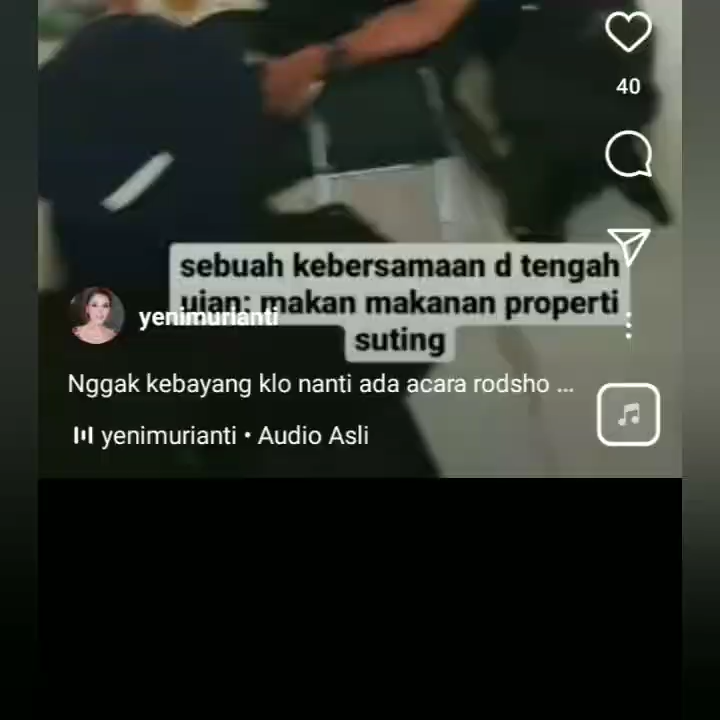 40
sebuah kebersamaan d tengah
ujan: makan makanan properti
suting
yenimurianti
Nggak kebayang klo nanti ada acara rodsho ...
yenimurianti • Audio Asli